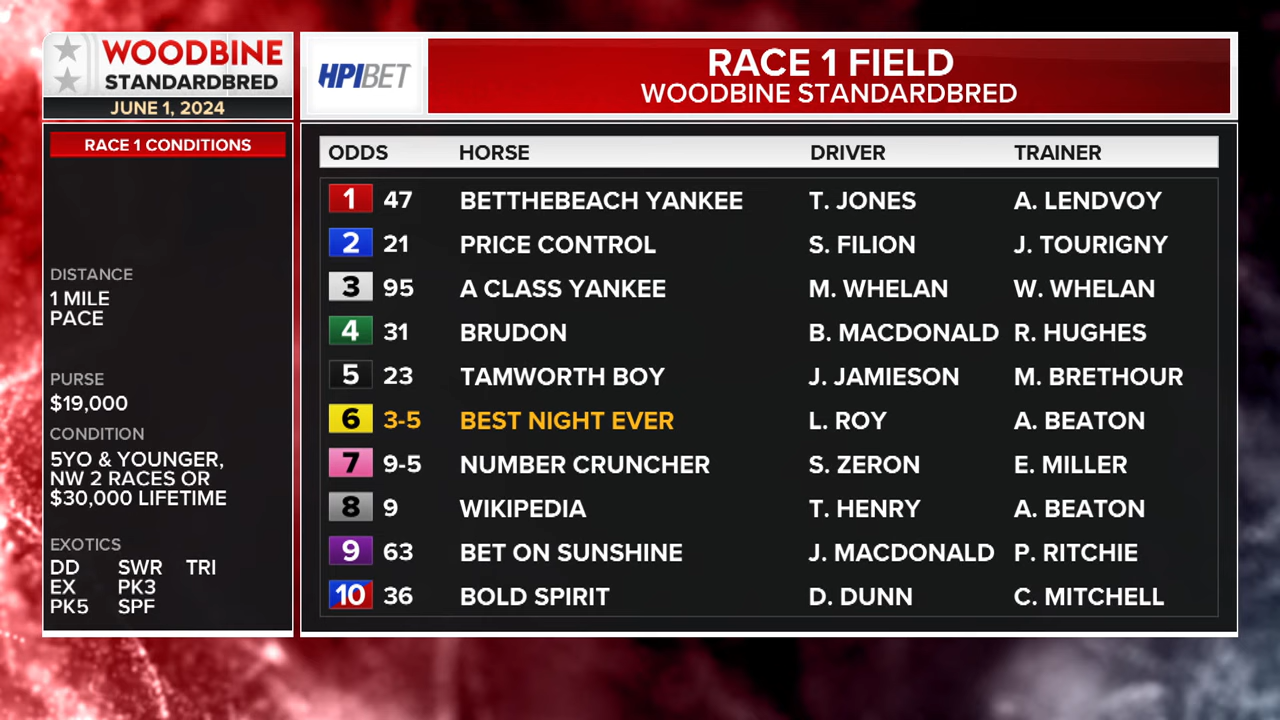 WOODBINE
STANDARDBRED
JUNE 1, 2024
RACE 1 CONDITIONS
DISTANCE
1 MILE
PACE
PURSE
$19,000
CONDITION
5YO & YOUNGER,
NW 2 RACES OR
$30,000 LIFETIME
EXOTICS
DD SWR TRI
EX PK3
PK5 SPF
HPIBET
RACE 1 FIELD
WOODBINE STANDARDBRED
ODDS HORSE DRIVER TRAINER
1 47 BETTHEBEACH YANKEE T. JONES A. LENDVOY
2 21 PRICE CONTROL S. FILION J. TOURIGNY
3 95 A CLASS YANKEE M. WHELAN W. WHELAN
4 31 BRUDON B. MACDONALD R. HUGHES
5 23 TAMWORTH BOY J. JAMIESON M. BRETHOUR
6 3-5 BEST NIGHT EVER L. ROY A. BEATON
7 9-5 NUMBER CRUNCHER S. ZERON E. MILLER
8 9 WIKIPEDIA T. HENRY A. BEATON
9 63 BET ON SUNSHINE J. MACDONALD P. RITCHIE
10 36 BOLD SPIRIT D. DUNN C. MITCHELL